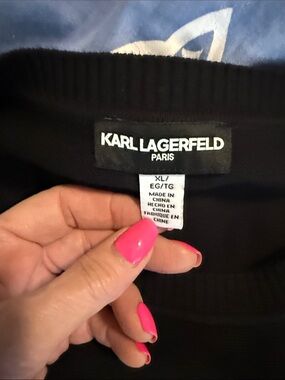 KARL LAGERFELD
PARIS
XL/
EG/TG
MADE IN
CHINA
HECHO EN
CHINA
FABRIQUÉ EN
CHINE